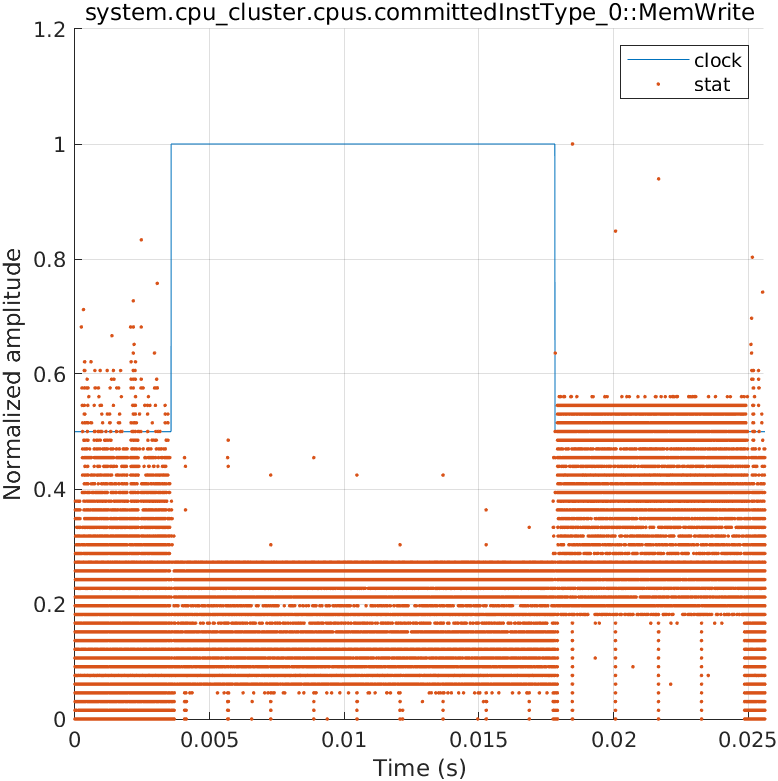 system.cpu_cluster.cpus.committedInstType_0::MemWrite
1.2
clock
stat
1
0.8
Normalized amplitude
0.6
0.4
0.2
0
0
0.005
0.01
0.015
0.02
0.025
Time (s)